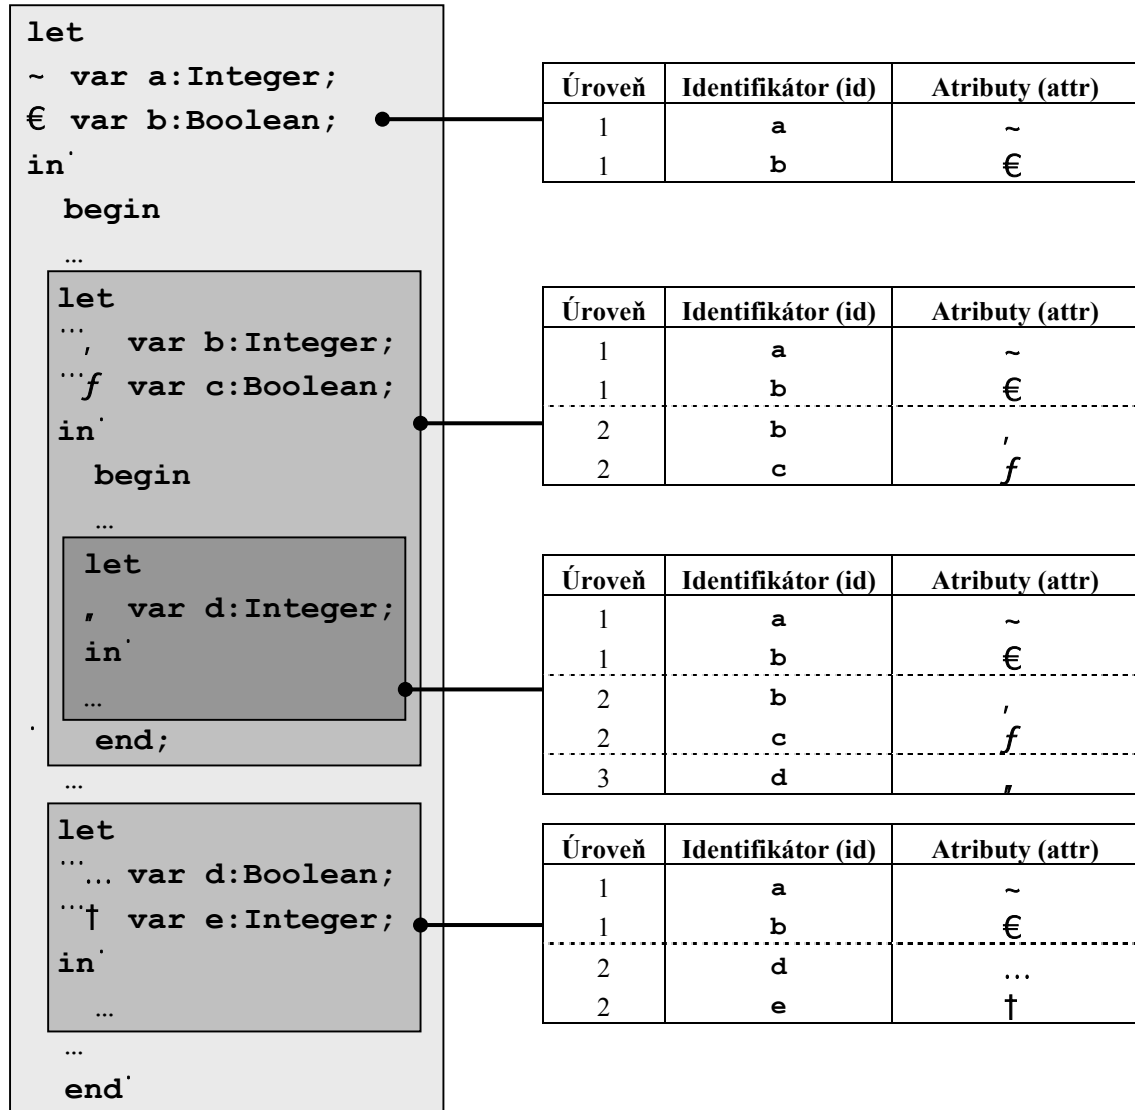 let
~ var a:Integer;
€ var b:Boolean;
in˙
begin
…
let
…‚ var b:Integer;
…ƒ var c:Boolean;
in˙
begin
…
let
„ var d:Integer;
in˙
…
˙ end;
…
let
…… var d:Boolean;
…† var e:Integer;
in˙
…
…
end˙
Úroveň Identifikátor (id) Atributy (attr)
1 a ~
1 b €
Úroveň Identifikátor (id) Atributy (attr)
1 a ~
1 b €
2 b ‚
2 c ƒ
Úroveň Identifikátor (id) Atributy (attr)
1 a ~
1 b €
2 b ‚
2 c ƒ
3 d „
Úroveň Identifikátor (id) Atributy (attr)
1 a ~
1 b €
2 d …
2 e †